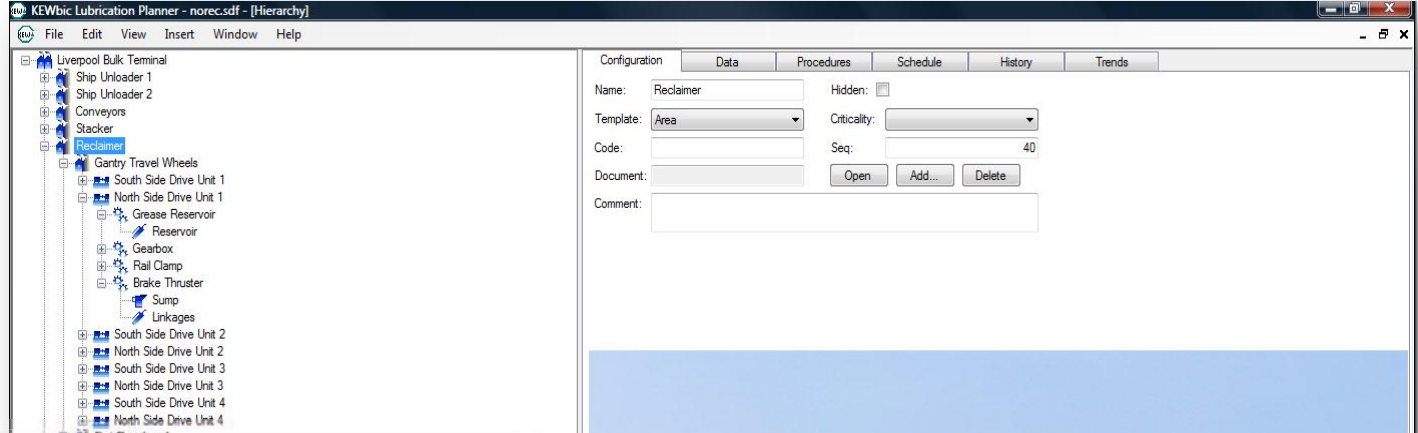 KEWbic Lubrication Planner - norec.sdf - [Hierarchy]
File Edit View Insert Window Help
Liverpool Bulk Terminal
Ship Unloader 1
Ship Unloader 2
Conveyors
Stacker
Reclaimer
Gantry Travel Wheels
South Side Drive Unit 1
North Side Drive Unit 1
Grease Reservoir
Reservoir
Gearbox
Rail Clamp
Brake Thruster
Sump
Linkages
South Side Drive Unit 2
North Side Drive Unit 2
South Side Drive Unit 3
North Side Drive Unit 3
South Side Drive Unit 4
North Side Drive Unit 4
Configuration Data Procedures Schedule History Trends
Name: Reclaimer Hidden:
Template: Area Criticality:
Code: Seq: 40
Document: Open Add... Delete
Comment: